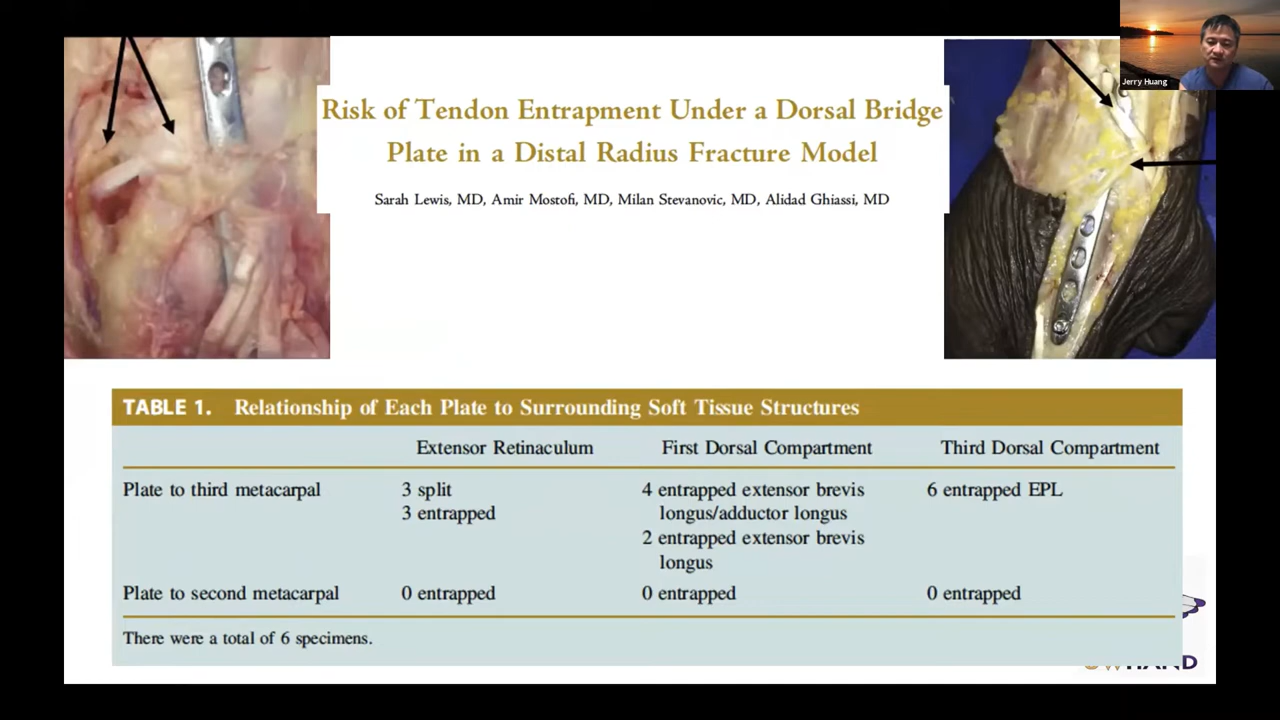 Jerry Huang
Risk of Tendon Entrapment Under a Dorsal Bridge
Plate in a Distal Radius Fracture Model
Sarah Lewis, MD, Amir Mostofi, MD, Milan Stevanovic, MD, Alidad Ghiassi, MD
TABLE 1. Relationship of Each Plate to Surrounding Soft Tissue Structures
Extensor Retinaculum First Dorsal Compartment Third Dorsal Compartment
Plate to third metacarpal 3 split 4 entrapped extensor brevis 6 entrapped EPL
3 entrapped longus/adductor longus
2 entrapped extensor brevis
longus
Plate to second metacarpal 0 entrapped 0 entrapped 0 entrapped
There were a total of 6 specimens.